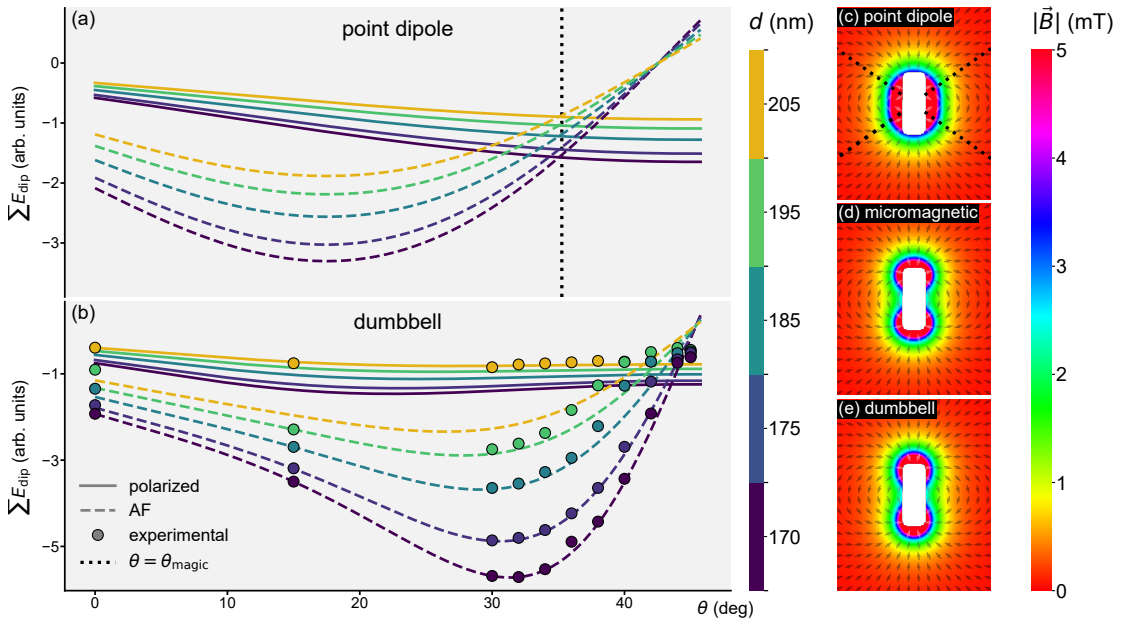 (a)
point dipole
0
−1
−2
−3
∑E_dip (arb. units)
(b)
dumbbell
−1
−3
−5
∑E_dip (arb. units)
polarized
AF
experimental
θ = θ_magic
0
10
20
30
40
θ (deg)
d (nm)
205
195
185
175
170
(c) point dipole
(d) micromagnetic
(e) dumbbell
|B⃗| (mT)
5
4
3
2
1
0